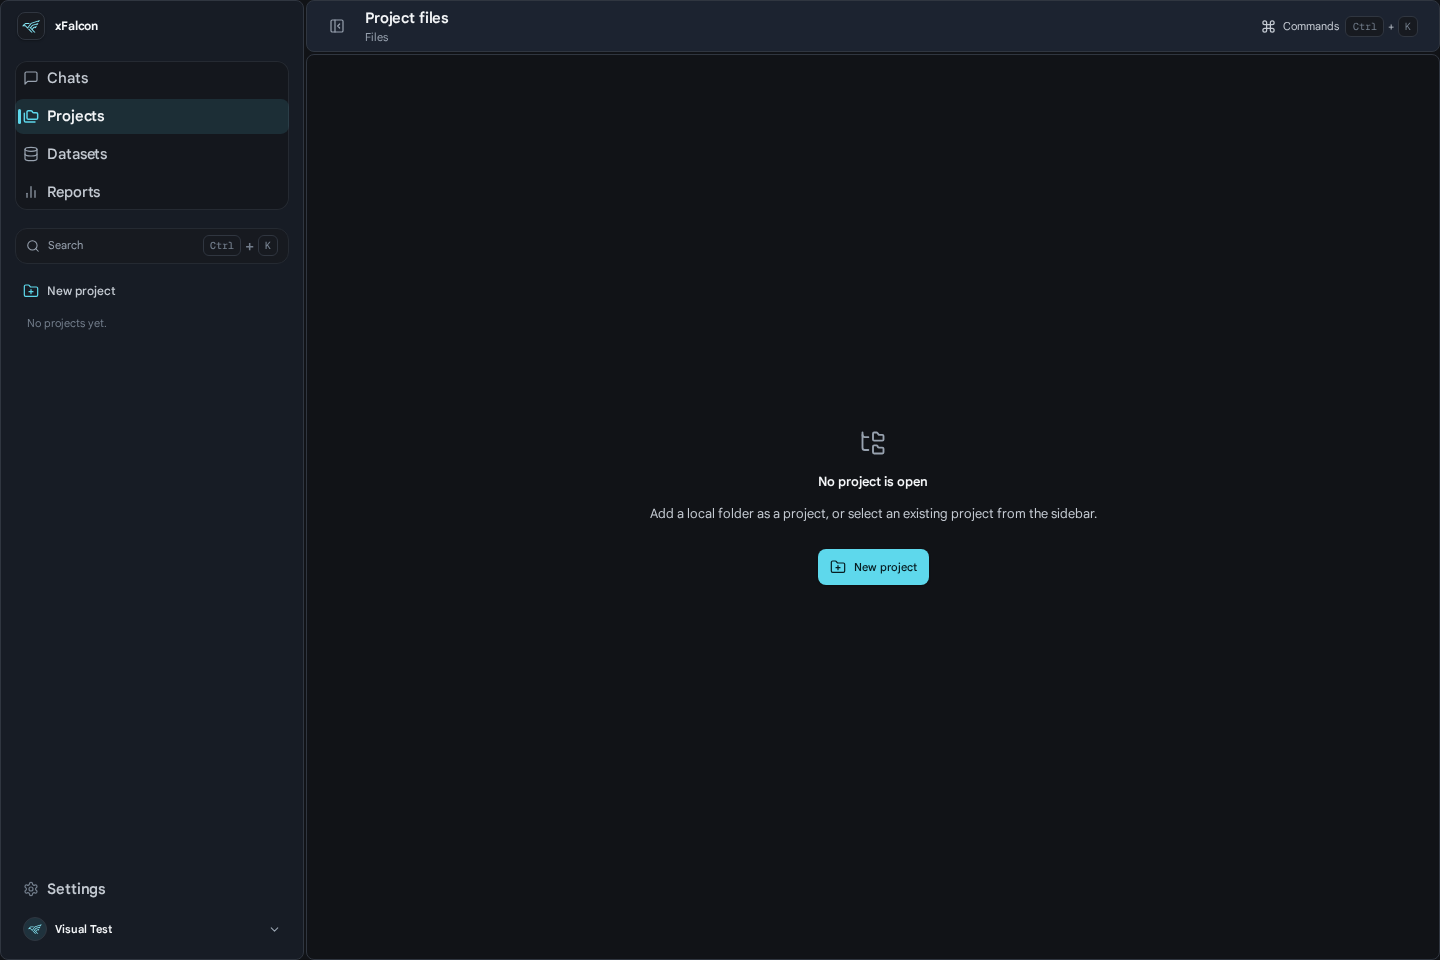 xFalcon
Chats
Projects
Datasets
Reports
Search Ctrl + K
New project
No projects yet.
Settings
Visual Test
Project files
Files
Commands Ctrl + K
No project is open
Add a local folder as a project, or select an existing project from the sidebar.
New project